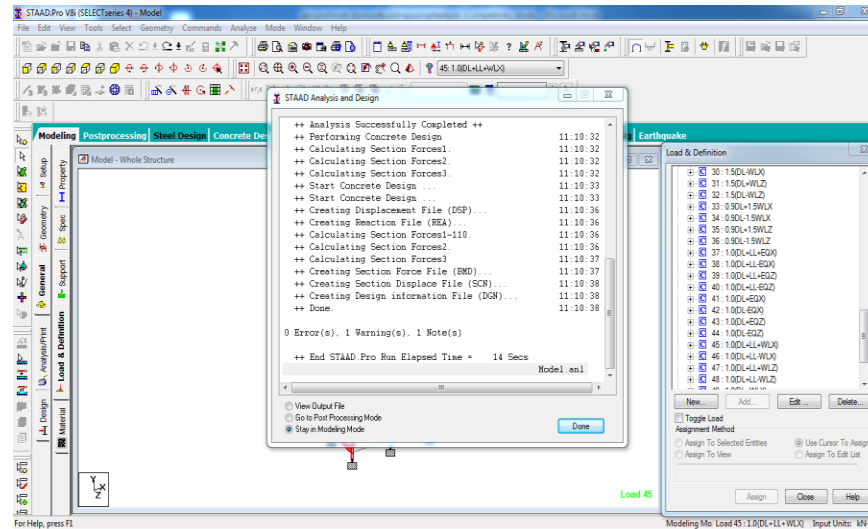 STAAD.Pro V8i (SELECTseries 4) - Model
File Edit View Tools Select Geometry Commands Analyze Mode Window Help
45: 1.0(DL+LL+WLX)
Modeling Postprocessing Steel Design Concrete De Earthquake
Model - Whole Structure
Setup
Property
Geometry
Spec
General
Support
Load & Definition
Analysis/Print
Material
Design
STAAD Analysis and Design
++ Analysis Successfully Completed ++
++ Performing Concrete Design 11:10:32
++ Calculating Section Forces1. 11:10:32
++ Calculating Section Forces2. 11:10:32
++ Calculating Section Forces3. 11:10:32
++ Start Concrete Design ... 11:10:33
++ Start Concrete Design ... 11:10:33
++ Creating Displacement File (DSP)... 11:10:36
++ Creating Reaction File (REA)... 11:10:36
++ Calculating Section Forces1-110. 11:10:36
++ Calculating Section Forces2. 11:10:36
++ Calculating Section Forces3 11:10:37
++ Creating Section Force File (BMD)... 11:10:37
++ Creating Section Displace File (SCN)... 11:10:38
++ Creating Design information File (DGN)... 11:10:38
++ Done. 11:10:38
0 Error(s), 1 Warning(s), 1 Note(s)
++ End STAAD.Pro Run Elapsed Time = 14 Secs
Model.anl
View Output File
Go to Post Processing Mode
Stay in Modeling Mode
Done
Load & Definition
30 : 1.5(DL-WLX)
31 : 1.5(DL+WLZ)
32 : 1.5(DL-WLZ)
33 : 0.9DL+1.5WLX
34 : 0.9DL-1.5WLX
35 : 0.9DL+1.5WLZ
36 : 0.9DL-1.5WLZ
37 : 1.0(DL+LL+EQX)
38 : 1.0(DL+LL-EQX)
39 : 1.0(DL+LL+EQZ)
40 : 1.0(DL+LL-EQZ)
41 : 1.0(DL+EQX)
42 : 1.0(DL-EQX)
43 : 1.0(DL+EQZ)
44 : 1.0(DL-EQZ)
45 : 1.0(DL+LL+WLX)
46 : 1.0(DL+LL-WLX)
47 : 1.0(DL+LL+WLZ)
48 : 1.0(DL+LL-WLZ)
New... Add... Edit ... Delete...
Toggle Load
Assignment Method
Assign To Selected Entities
Use Cursor To Assign
Assign To View
Assign To Edit List
Assign Close Help
Y
X
Z
Load 45
For Help, press F1
Modeling Mo Load 45 : 1.0(DL+LL+WLX) Input Units: